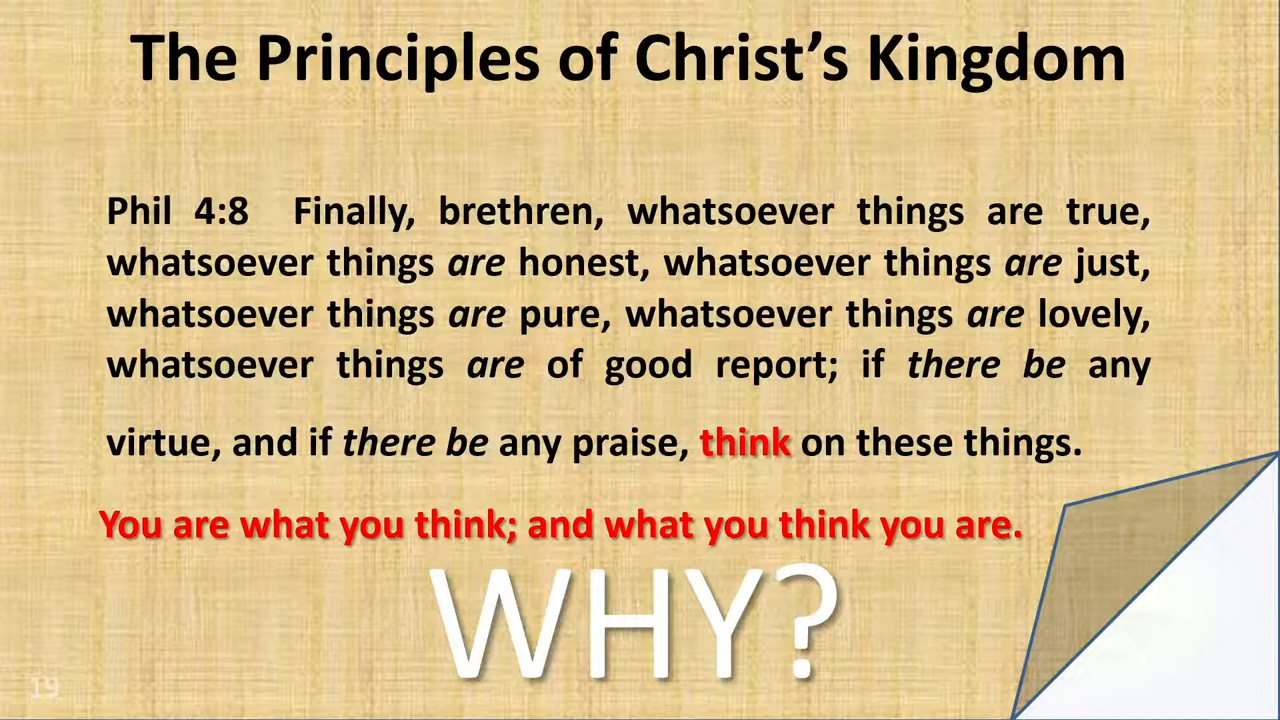 The Principles of Christ’s Kingdom
Phil 4:8 Finally, brethren, whatsoever things are true,
whatsoever things are honest, whatsoever things are just,
whatsoever things are pure, whatsoever things are lovely,
whatsoever things are of good report; if there be any
virtue, and if there be any praise, think on these things.
You are what you think; and what you think you are.
WHY?
19